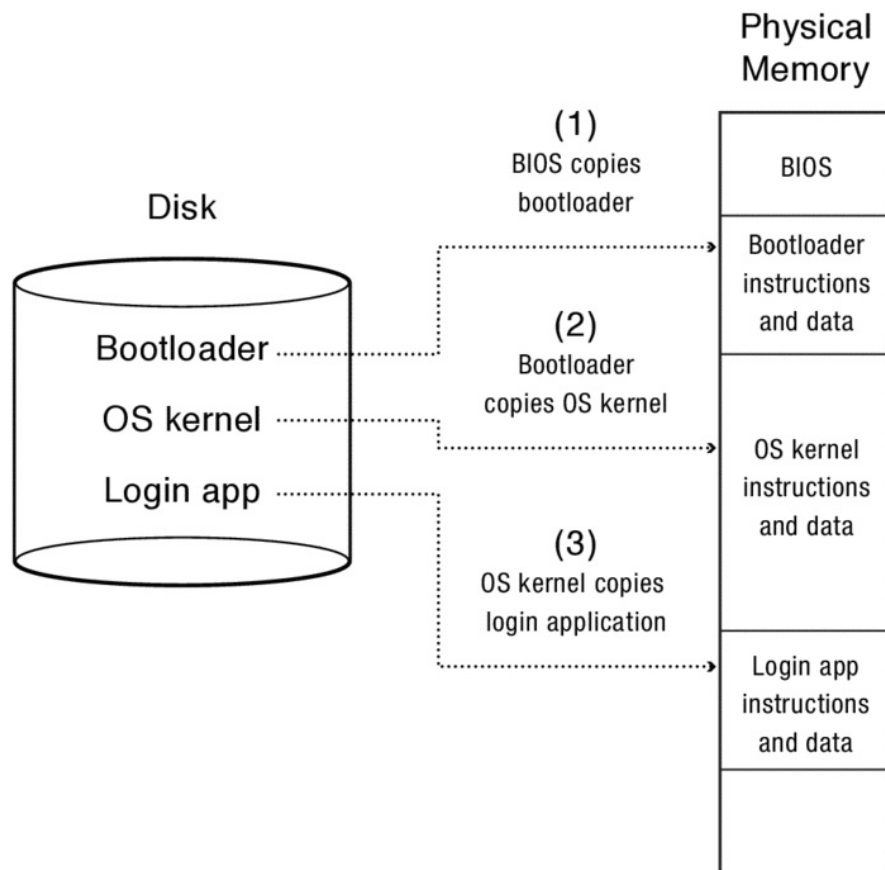 Physical
Memory
(1)
BIOS copies
bootloader
BIOS
Disk
Bootloader
instructions
and data
Bootloader
(2)
Bootloader
copies OS kernel
OS kernel
OS kernel
instructions
and data
Login app
(3)
OS kernel copies
login application
Login app
instructions
and data